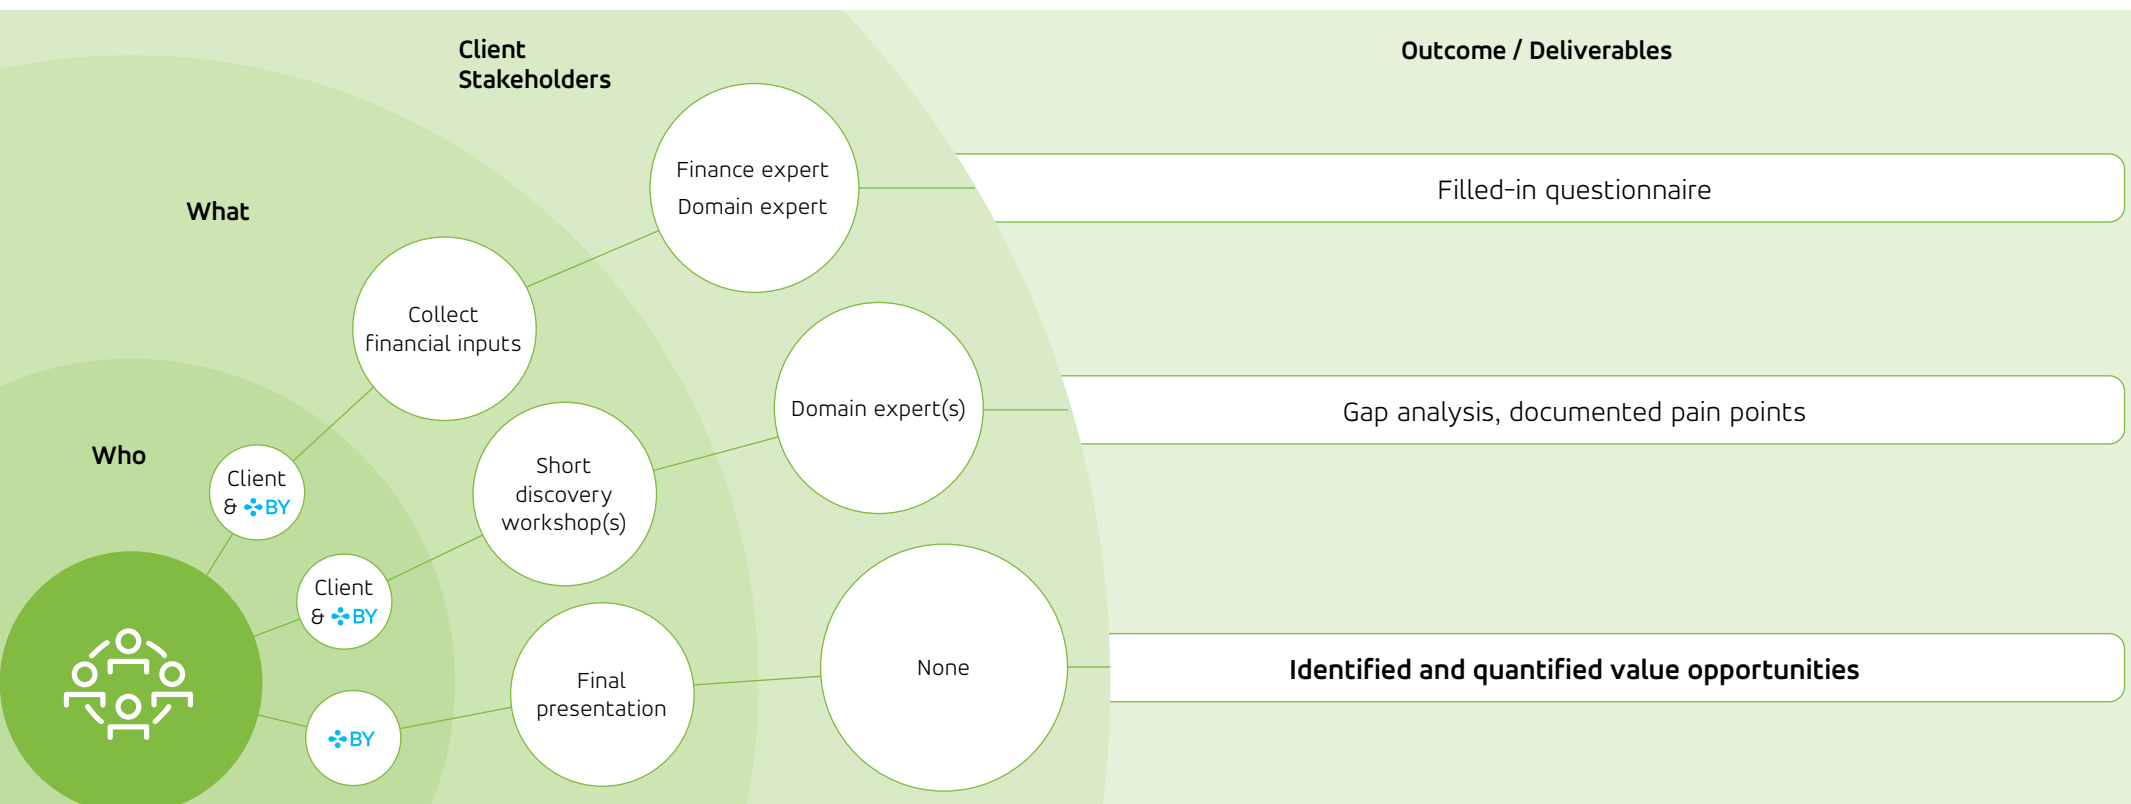 Client
Stakeholders
Outcome / Deliverables
What
Who
Client
& BY
Collect
financial inputs
Finance expert
Domain expert
Filled-in questionnaire
Client
& BY
Short
discovery
workshop(s)
Domain expert(s)
Gap analysis, documented pain points
BY
Final
presentation
None
Identified and quantified value opportunities